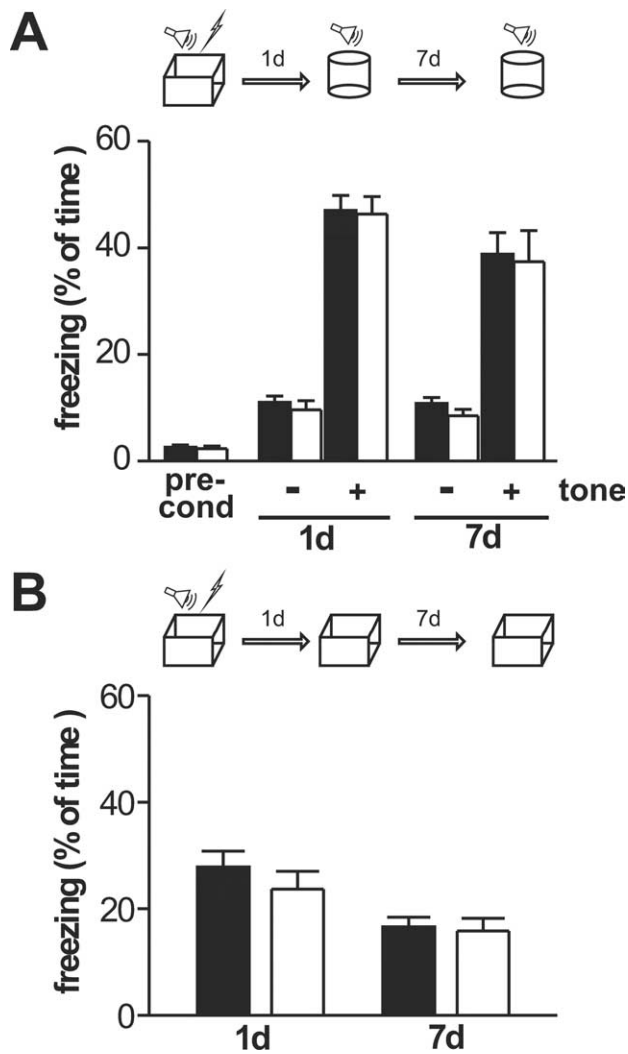 A
1d 7d
60
40
20
0
freezing (% of time )
pre-
cond
- + - + tone
1d 7d
B
1d 7d
60
40
20
0
freezing (% of time )
1d 7d